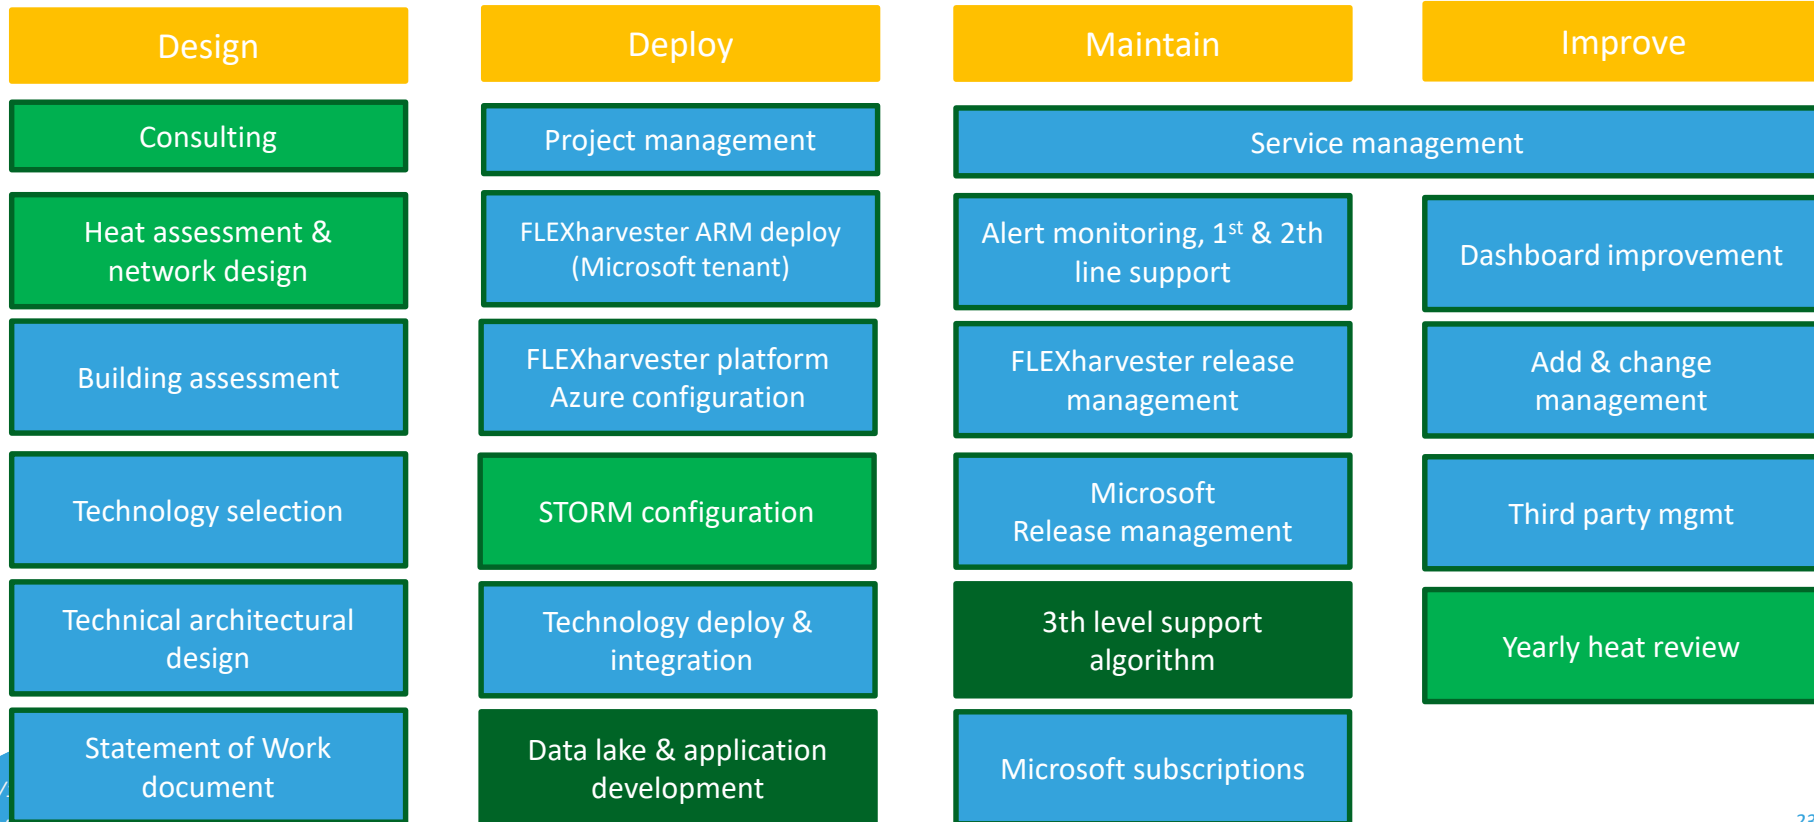 Design
Consulting
Heat assessment &
network design
Building assessment
Technology selection
Technical architectural
design
Statement of Work
document
Deploy
Project management
FLEXharvester ARM deploy
(Microsoft tenant)
FLEXharvester platform
Azure configuration
STORM configuration
Technology deploy &
integration
Data lake & application
development
Maintain
Improve
Service management
Alert monitoring, 1st & 2th
line support
FLEXharvester release
management
Microsoft
Release management
3th level support
algorithm
Microsoft subscriptions
Dashboard improvement
Add & change
management
Third party mgmt
Yearly heat review